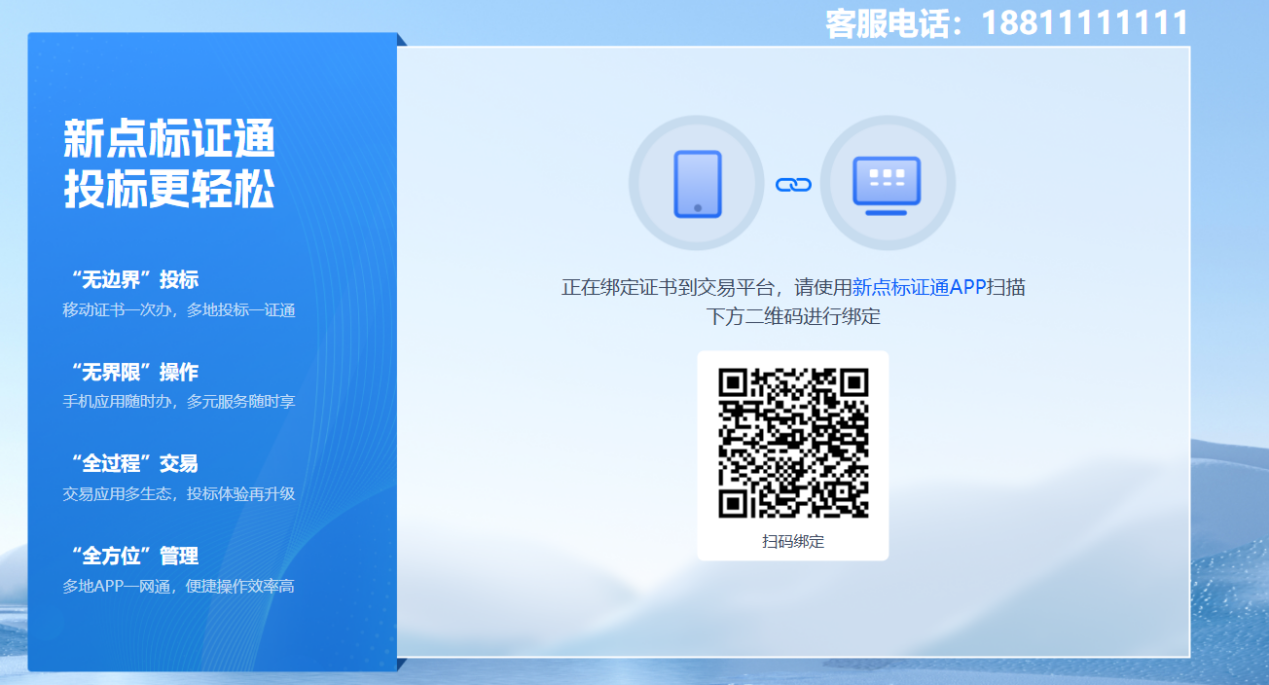 客服电话：18811111111
新点标证通
投标更轻松
“无边界”投标
移动证书一次办，多地投标一证通
“无界限”操作
手机应用随时办，多元服务随时享
“全过程”交易
交易应用多生态，投标体验再升级
“全方位”管理
多地APP一网通，便捷操作效率高
正在绑定证书到交易平台，请使用新点标证通APP扫描
下方二维码进行绑定
扫码绑定